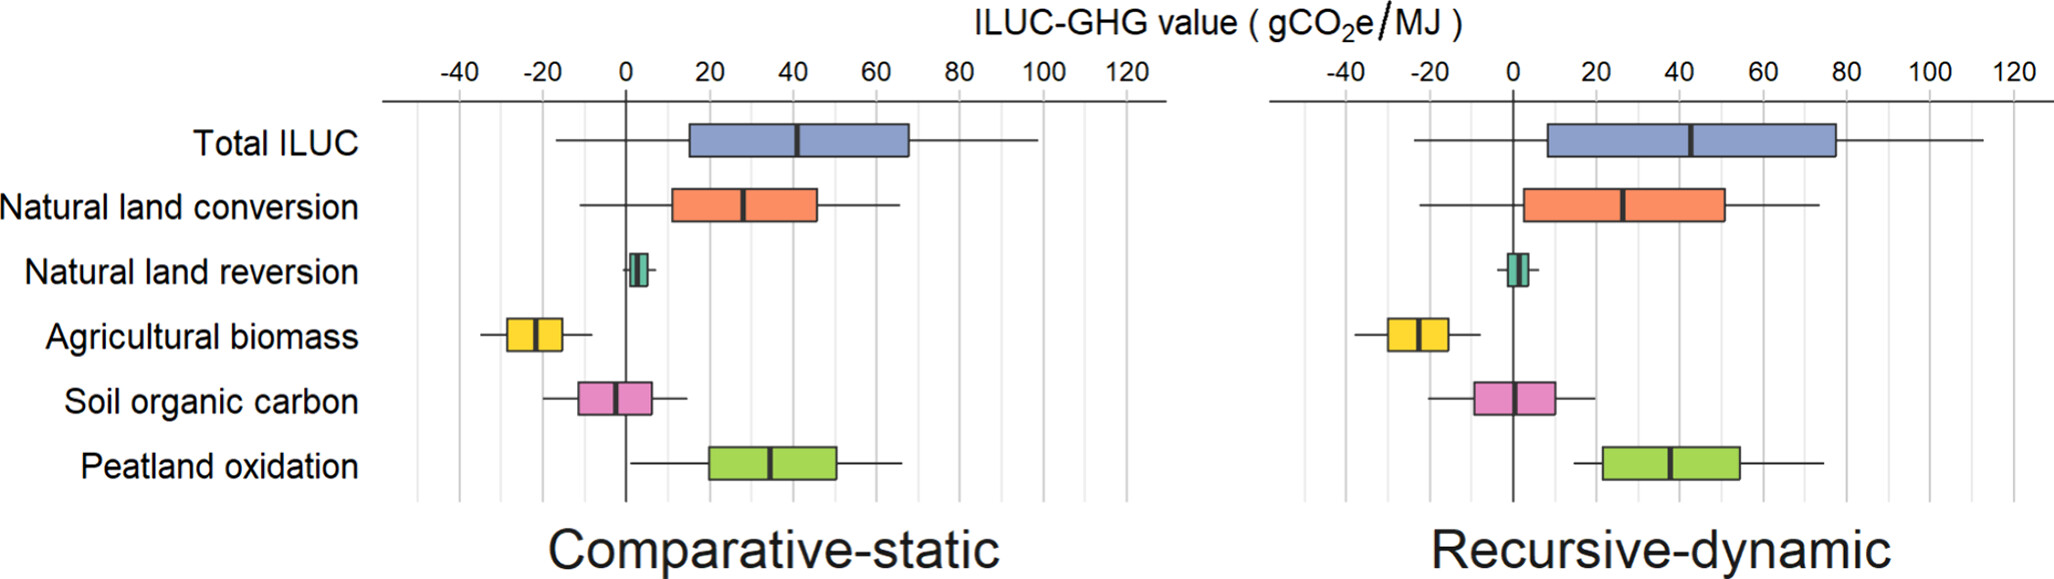 ILUC-GHG value ( gCO₂e/MJ )
-40 -20 0 20 40 60 80 100 120
-40 -20 0 20 40 60 80 100 120
Total ILUC
Natural land conversion
Natural land reversion
Agricultural biomass
Soil organic carbon
Peatland oxidation
Comparative-static
Recursive-dynamic